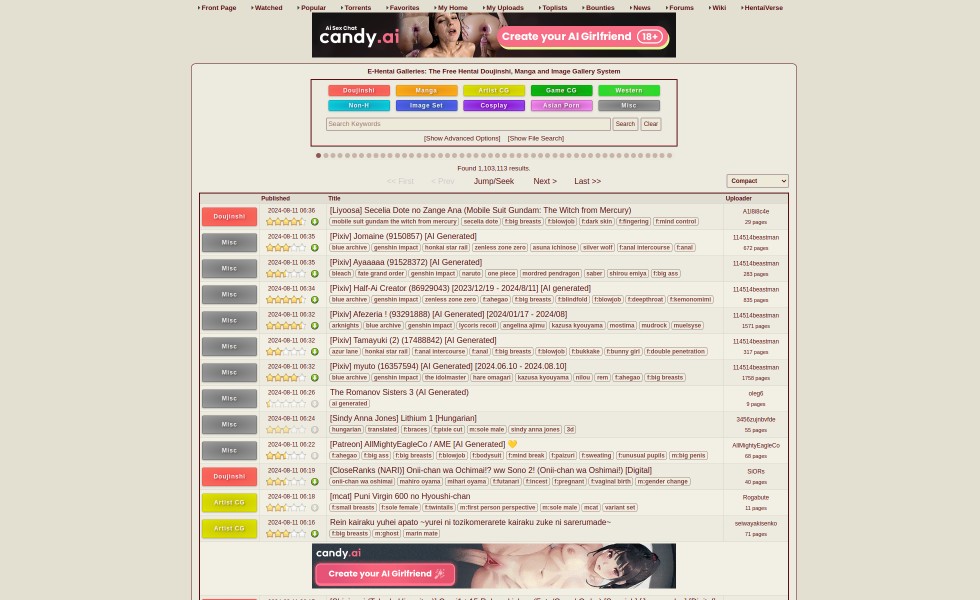 Front Page Watched Popular Torrents Favorites My Home My Uploads Toplists Bounties News Forums Wiki HentaiVerse
AI Sex Chat
candy.ai
Create your AI Girlfriend 18+
E-Hentai Galleries: The Free Hentai Doujinshi, Manga and Image Gallery System
Doujinshi Manga Artist CG Game CG Western
Non-H Image Set Cosplay Asian Porn Misc
Search Keywords Search Clear
[Show Advanced Options] [Show File Search]
Found 1,103,113 results.
<< First < Prev Jump/Seek Next > Last >> Compact
Published Title Uploader
Doujinshi 2024-08-11 06:36 [Liyoosa] Secelia Dote no Zange Ana (Mobile Suit Gundam: The Witch from Mercury) A1l8l8c4e
mobile suit gundam the witch from mercury secelia dote f:big breasts f:blowjob f:dark skin f:fingering f:mind control 29 pages
Misc 2024-08-11 06:35 [Pixiv] Jomaine (9150857) [AI Generated] 114514beastman
blue archive genshin impact honkai star rail zenless zone zero asuna ichinose silver wolf f:anal intercourse f:anal 672 pages
Misc 2024-08-11 06:35 [Pixiv] Ayaaaaa (91528372) [AI Generated] 114514beastman
bleach fate grand order genshin impact naruto one piece mordred pendragon saber shirou emiya f:big ass 283 pages
Misc 2024-08-11 06:34 [Pixiv] Half-Ai Creator (86929043) [2023/12/19 - 2024/8/11] [AI generated] 114514beastman
blue archive genshin impact zenless zone zero f:ahegao f:big breasts f:blindfold f:blowjob f:deepthroat f:kemonomimi 835 pages
Misc 2024-08-11 06:32 [Pixiv] Afezeria ! (93291888) [AI Generated] [2024/01/17 - 2024/08] 114514beastman
arknights blue archive genshin impact lycoris recoil angelina ajimu kazusa kyouyama mostima mudrock muelsyse 1571 pages
Misc 2024-08-11 06:32 [Pixiv] Tamayuki (2) (17488842) [AI Generated] 114514beastman
azur lane honkai star rail f:anal intercourse f:anal f:big breasts f:blowjob f:bukkake f:bunny girl f:double penetration 317 pages
Misc 2024-08-11 06:32 [Pixiv] myuto (16357594) [AI Generated] [2024.06.10 - 2024.08.10] 114514beastman
blue archive genshin impact the idolmaster hare omagari kazusa kyouyama nilou rem f:ahegao f:big breasts 1758 pages
Misc 2024-08-11 06:26 The Romanov Sisters 3 (AI Generated) oleg6
ai generated 9 pages
Misc 2024-08-11 06:24 [Sindy Anna Jones] Lithium 1 [Hungarian] 3456zujnbvfde
hungarian translated f:braces f:pixie cut m:sole male sindy anna jones 3d 55 pages
Misc 2024-08-11 06:22 [Patreon] AllMightyEagleCo / AME [AI Generated] 💛 AllMightyEagleCo
f:ahegao f:big ass f:big breasts f:blowjob f:bodysuit f:mind break f:paizuri f:sweating f:unusual pupils m:big penis 68 pages
Doujinshi 2024-08-11 06:19 [CloseRanks (NARI)] Onii-chan wa Ochimai!? ww Sono 2! (Onii-chan wa Oshimai!) [Digital] SiORs
onii-chan wa oshimai mahiro oyama mihari oyama f:futanari f:incest f:pregnant f:vaginal birth m:gender change 40 pages
Artist CG 2024-08-11 06:18 [mcat] Puni Virgin 600 no Hyoushi-chan Rogabute
f:small breasts f:sole female f:twintails m:first person perspective m:sole male mcat variant set 11 pages
Artist CG 2024-08-11 06:16 Rein kairaku yuhei apato ~yurei ni tozikomerarete kairaku zuke ni sarerumade~ seiwayakisenko
f:big breasts m:ghost marin mate 71 pages
candy.ai
Create your AI Girlfriend